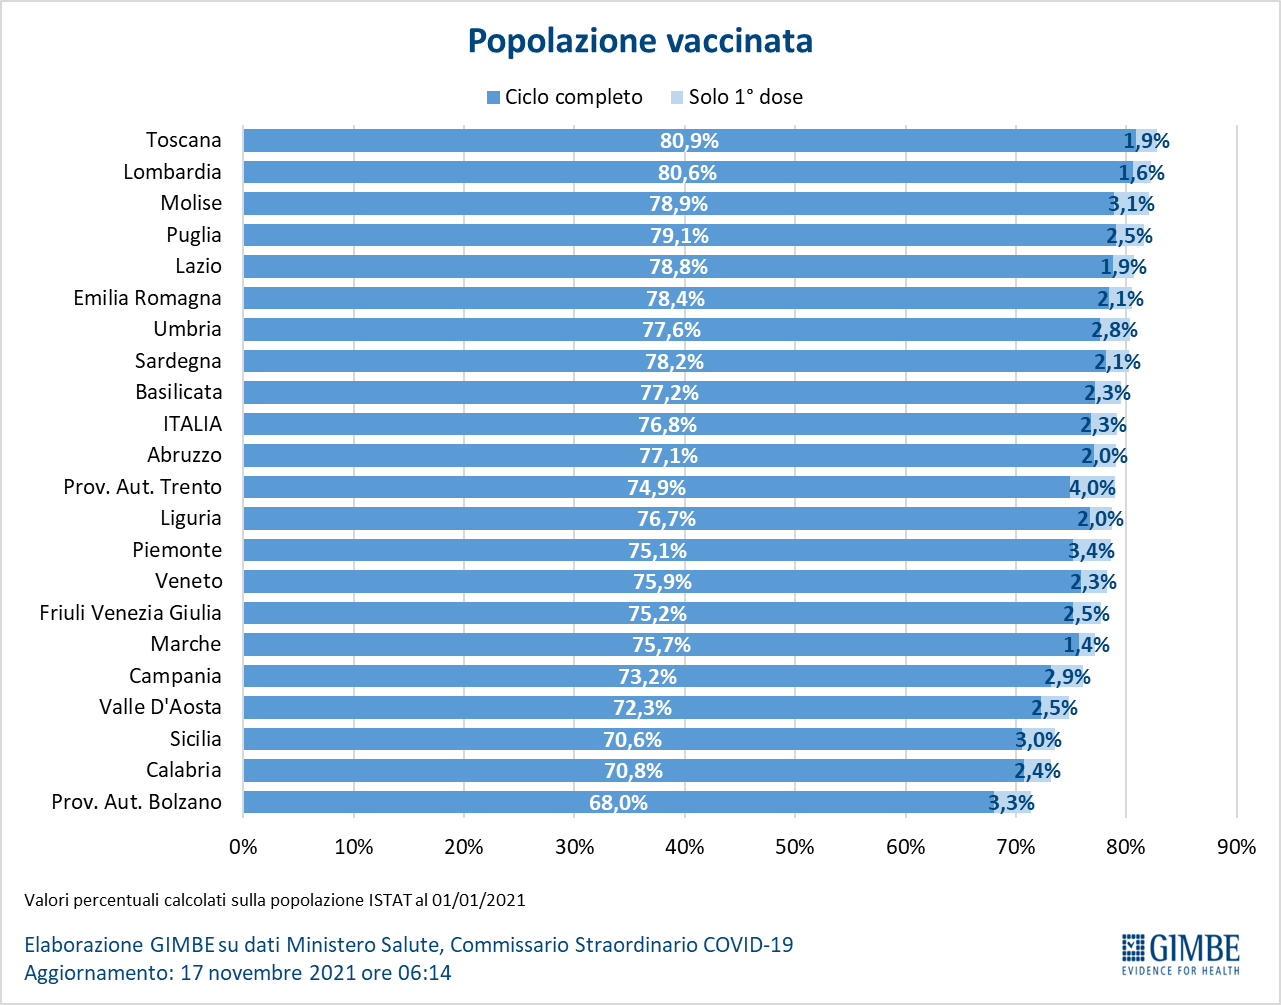 Popolazione vaccinata
Ciclo completo Solo 1° dose
Toscana 80,9% 1,9%
Lombardia 80,6% 1,6%
Molise 78,9% 3,1%
Puglia 79,1% 2,5%
Lazio 78,8% 1,9%
Emilia Romagna 78,4% 2,1%
Umbria 77,6% 2,8%
Sardegna 78,2% 2,1%
Basilicata 77,2% 2,3%
ITALIA 76,8% 2,3%
Abruzzo 77,1% 2,0%
Prov. Aut. Trento 74,9% 4,0%
Liguria 76,7% 2,0%
Piemonte 75,1% 3,4%
Veneto 75,9% 2,3%
Friuli Venezia Giulia 75,2% 2,5%
Marche 75,7% 1,4%
Campania 73,2% 2,9%
Valle D'Aosta 72,3% 2,5%
Sicilia 70,6% 3,0%
Calabria 70,8% 2,4%
Prov. Aut. Bolzano 68,0% 3,3%
0% 10% 20% 30% 40% 50% 60% 70% 80% 90%
Valori percentuali calcolati sulla popolazione ISTAT al 01/01/2021
Elaborazione GIMBE su dati Ministero Salute, Commissario Straordinario COVID-19
Aggiornamento: 17 novembre 2021 ore 06:14
GIMBE
EVIDENCE FOR HEALTH